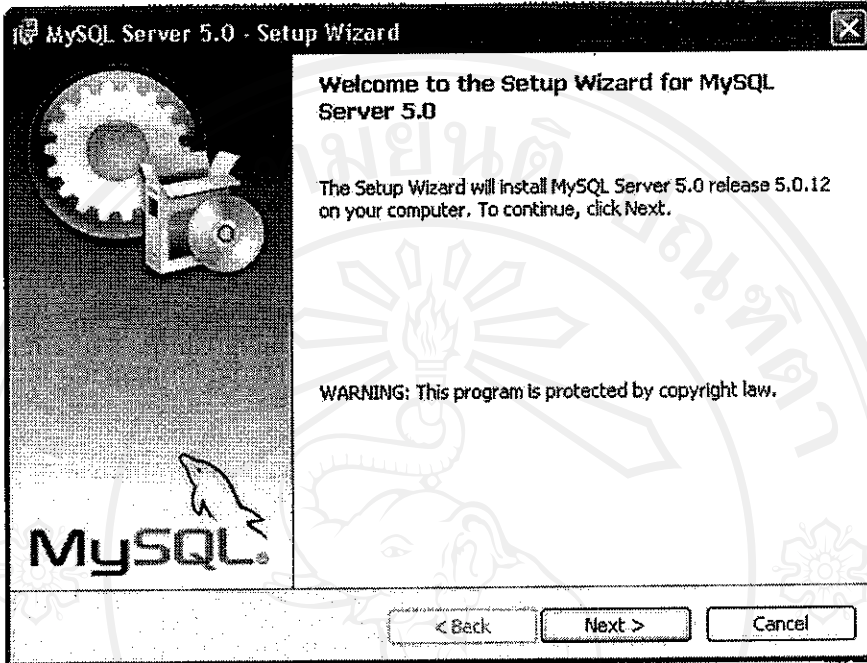 MySQL Server 5.0 - Setup Wizard
Welcome to the Setup Wizard for MySQL
Server 5.0
The Setup Wizard will install MySQL Server 5.0 release 5.0.12
on your computer. To continue, click Next.
WARNING: This program is protected by copyright law.
MySQL®
< Back
Next >
Cancel